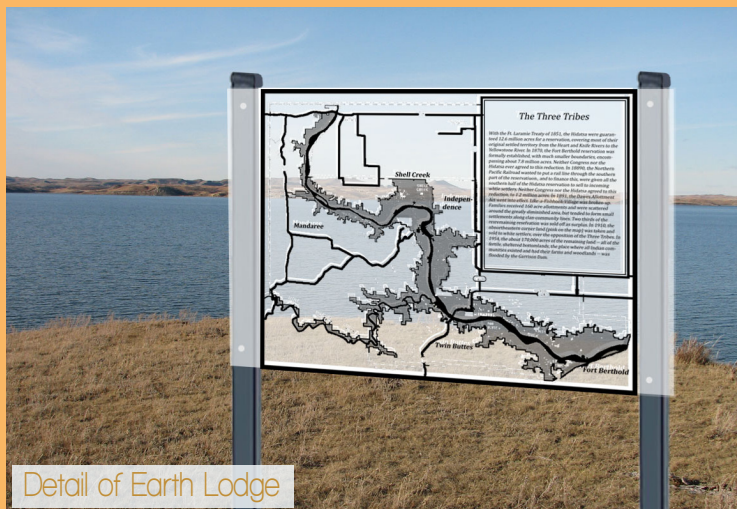 The Three Tribes
With the Ft. Laramie Treaty of 1851, the Hidatsa were guaran-
teed 12.6 million acres for a reservation, covering most of their
original settled territory from the Heart and Knife Rivers to the
Yellowstone River. In 1870, the Fort Berthold reservation was
formally established, with much smaller boundaries, encom-
passing about 7.8 million acres. Neither Congress nor the
Hidatsa ever agreed to this reduction. In the Northern
Pacific Railroad wanted to put a rail line through the southern
part of the reservations, and to finance this, were given all the
southern half of the Hidatsa reservation to sell to incoming
white settlers. Neither Congress nor the Hidatsa agreed to this
reduction, to 1.2 million acres. In 1891, the Dawes Allotment
Act went into effect. Like-a-Fishhook Village was broken up.
Families received 160 acre allotments and were scattered
around the greatly diminished area, but tended to form small
settlements along clan-community lines. Two thirds of the
remaining reservation was sold off as surplus. In 1910, the
corner land (pink on the map) was taken and
sold to white settlers, over the opposition of the Three Tribes. In
1954, the about 170,000 acres of the remaining land -- all of the
fertile, sheltered bottomlands, the place where all Indian com-
munities existed and had their farms and woodlands -- was
flooded by the Garrison Dam.
Shell Creek
Indepen-
dence
Mandaree
Twin Buttes
Fort Berthold
Detail of Earth Lodge